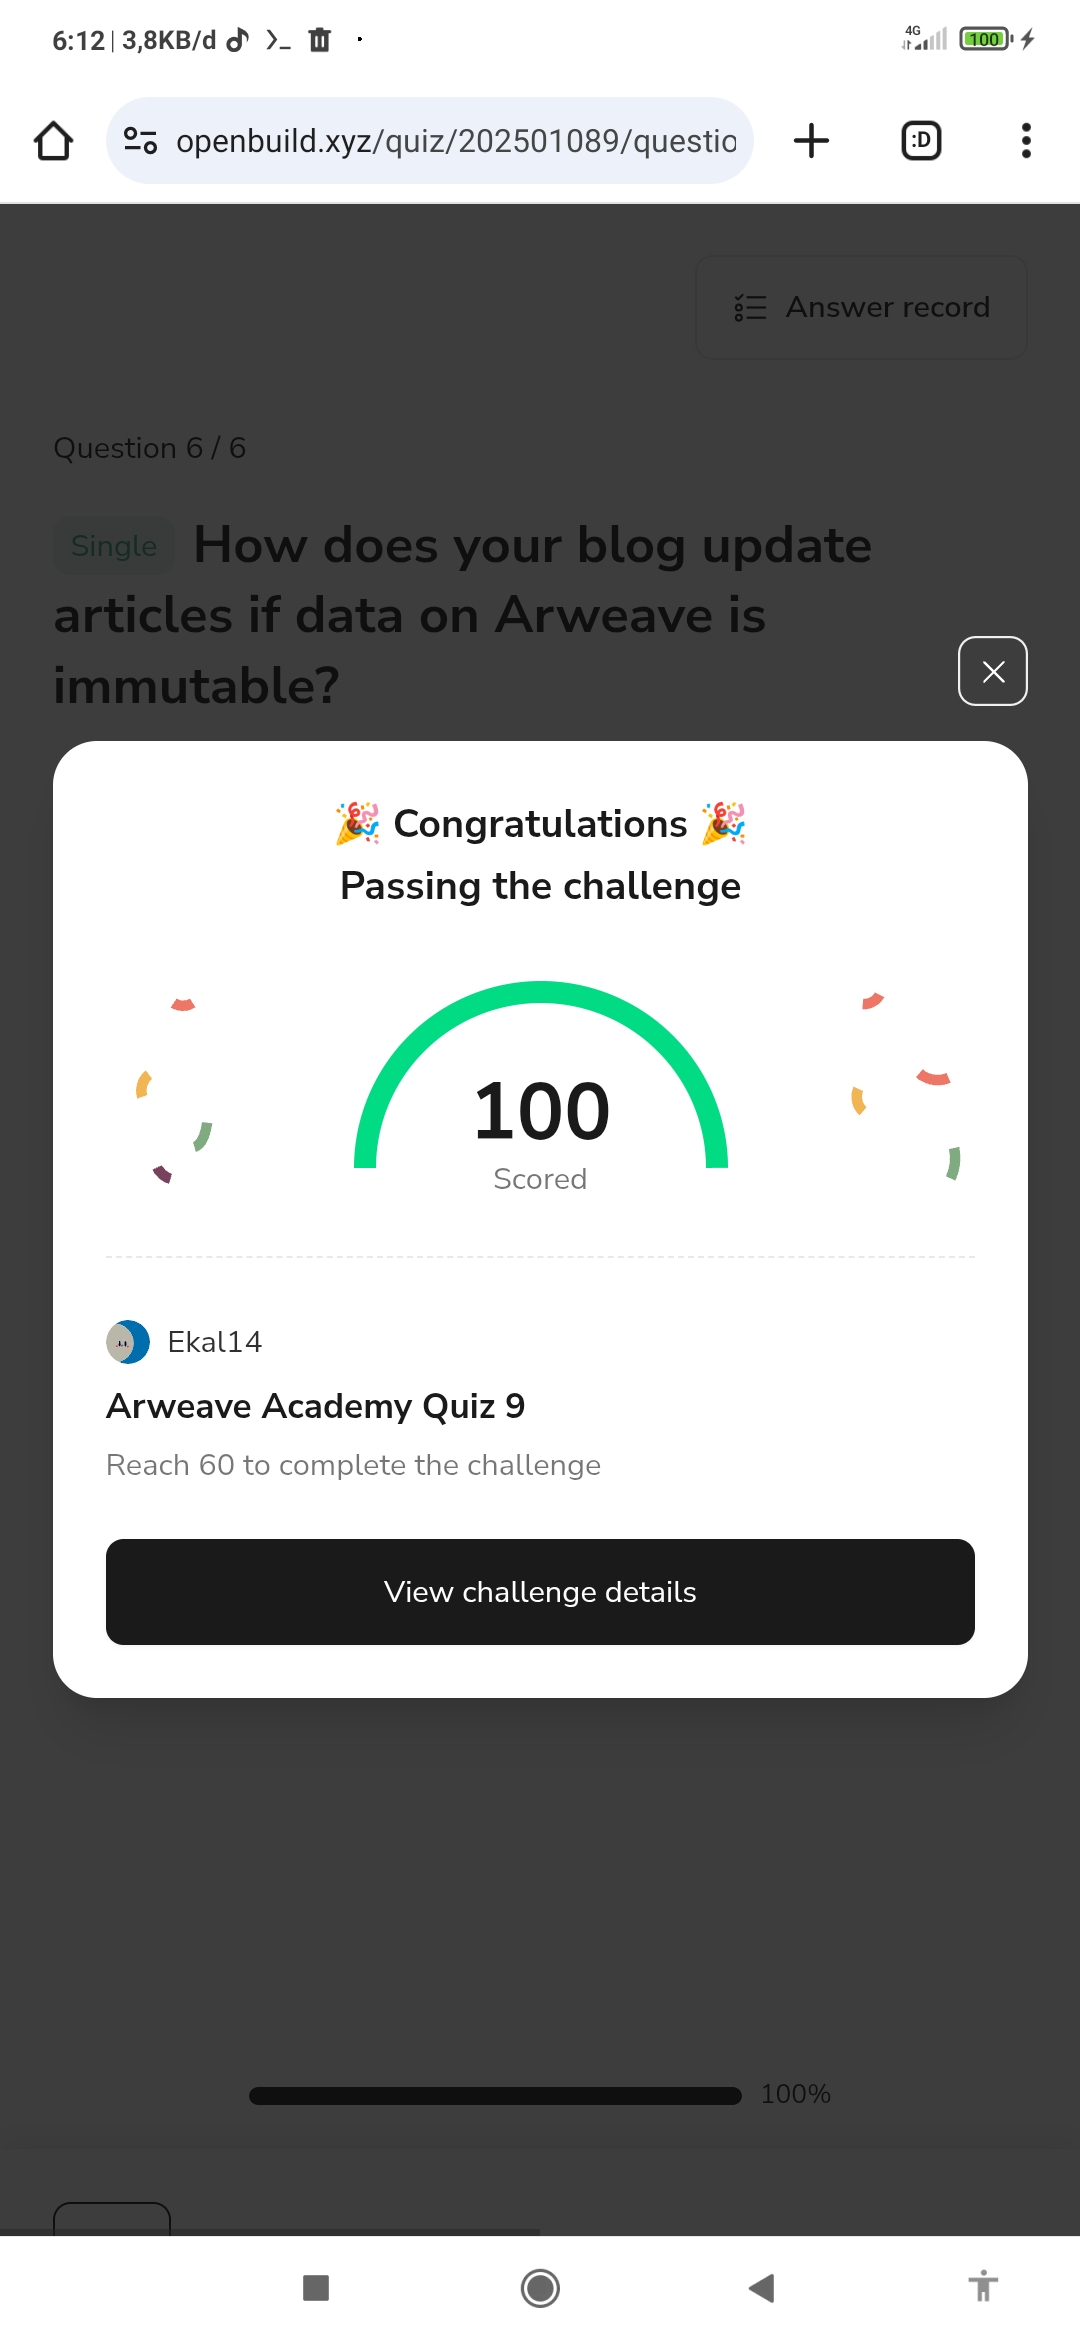 6:12 | 3,8KB/d
4G
100
openbuild.xyz/quiz/202501089/questio
:D
Answer record
Question 6 / 6
Single How does your blog update
articles if data on Arweave is
immutable?
🎉 Congratulations 🎉
Passing the challenge
100
Scored
Ekal14
Arweave Academy Quiz 9
Reach 60 to complete the challenge
View challenge details
100%